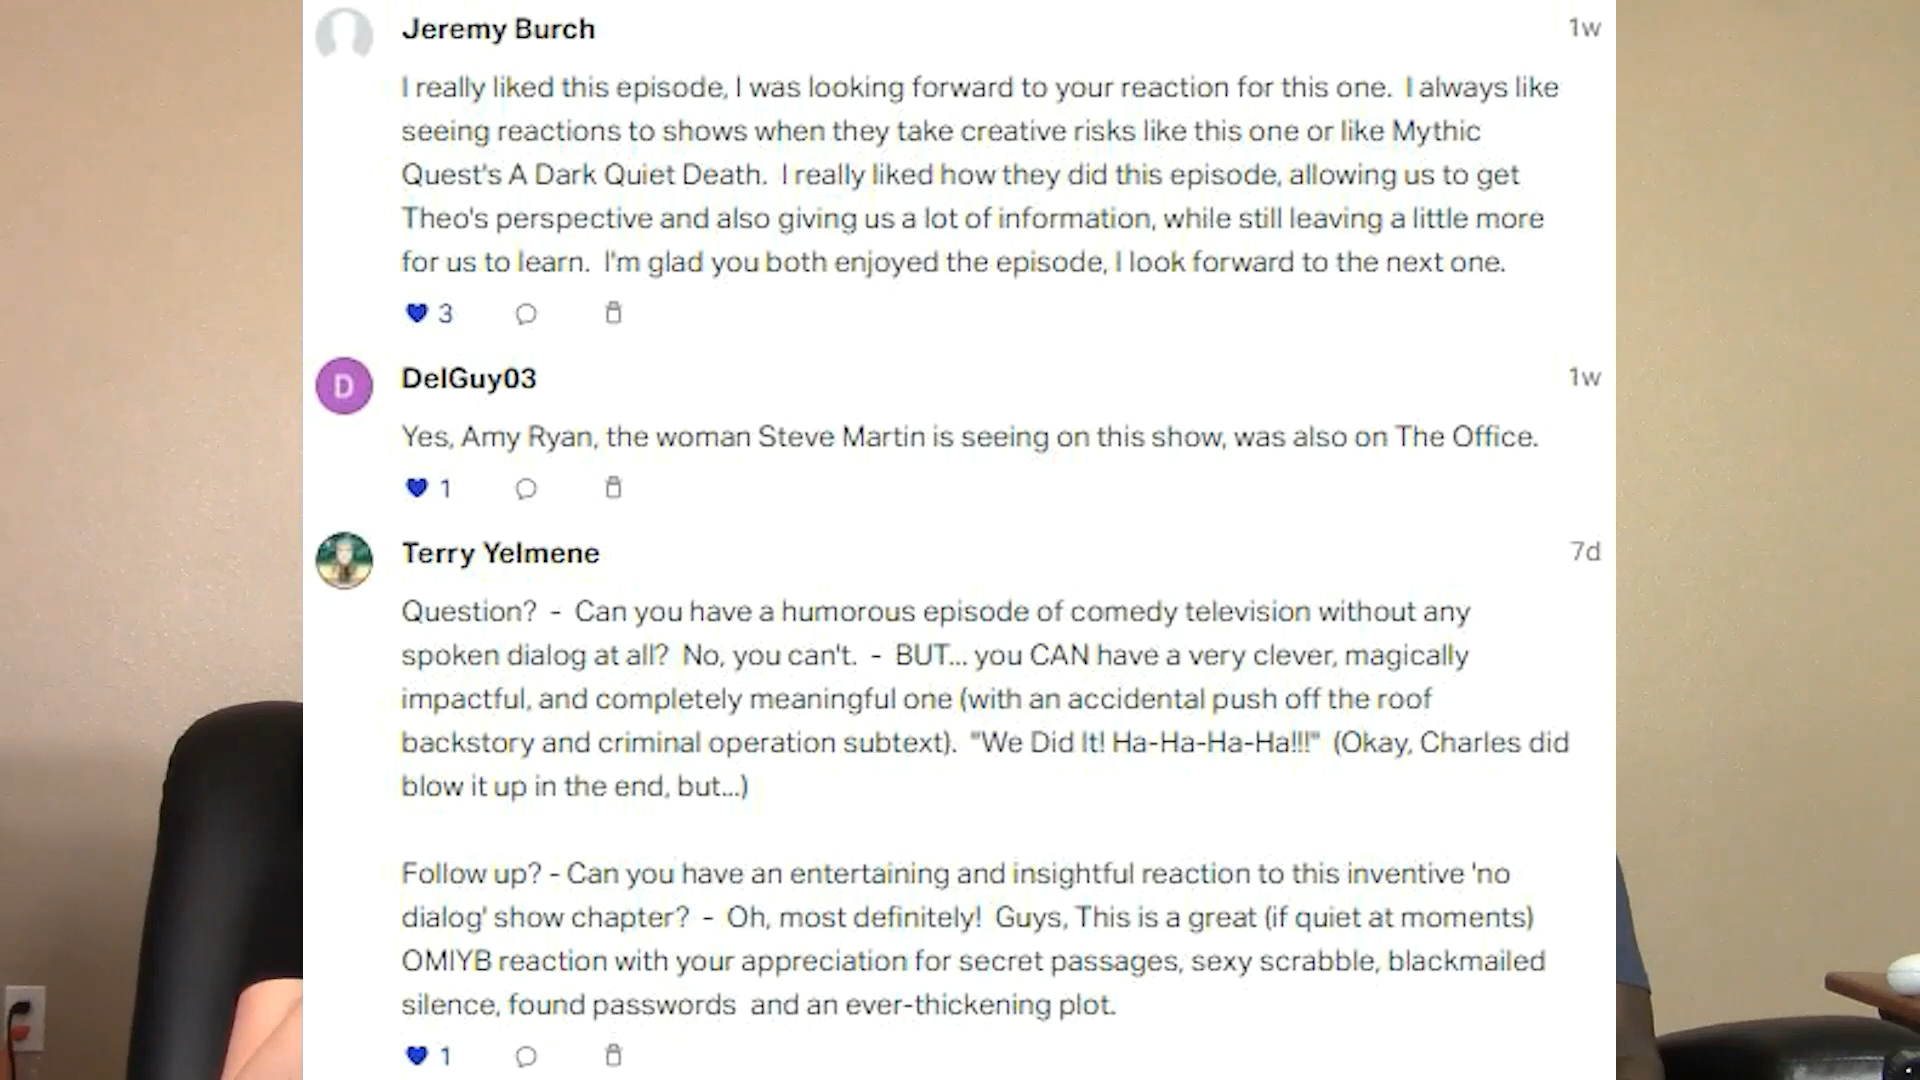 Jeremy Burch
1w
I really liked this episode, I was looking forward to your reaction for this one.  I always like
seeing reactions to shows when they take creative risks like this one or like Mythic
Quest's A Dark Quiet Death.  I really liked how they did this episode, allowing us to get
Theo's perspective and also giving us a lot of information, while still leaving a little more
for us to learn.  I'm glad you both enjoyed the episode, I look forward to the next one.
3
D
DelGuy03
1w
Yes, Amy Ryan, the woman Steve Martin is seeing on this show, was also on The Office.
1
Terry Yelmene
7d
Question?  -  Can you have a humorous episode of comedy television without any
spoken dialog at all?  No, you can't.  -  BUT... you CAN have a very clever, magically
impactful, and completely meaningful one (with an accidental push off the roof
backstory and criminal operation subtext).  "We Did It! Ha-Ha-Ha-Ha!!!"  (Okay, Charles did
blow it up in the end, but...)
Follow up? - Can you have an entertaining and insightful reaction to this inventive 'no
dialog' show chapter?  -  Oh, most definitely!  Guys, This is a great (if quiet at moments)
OMIYB reaction with your appreciation for secret passages, sexy scrabble, blackmailed
silence, found passwords  and an ever-thickening plot.
1